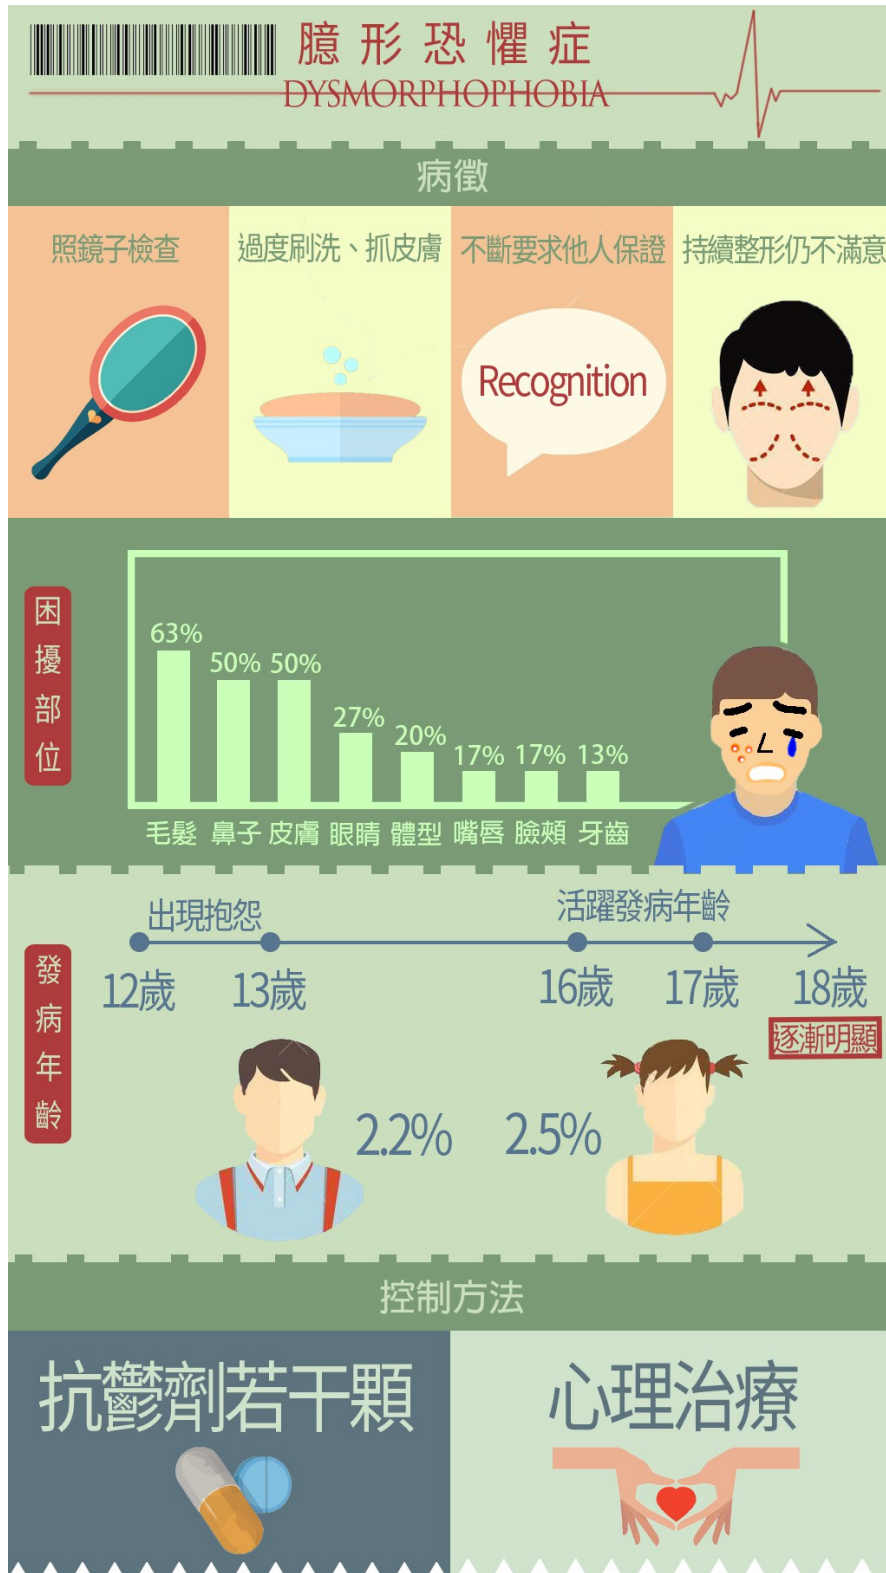 臆形恐懼症
DYSMORPHOPHOBIA
病徵
照鏡子檢查
過度刷洗、抓皮膚
不斷要求他人保證
持續整形仍不滿意
Recognition
困擾部位
63%
50%
50%
27%
20%
17%
17%
13%
毛髮
鼻子
皮膚
眼睛
體型
嘴唇
臉頰
牙齒
發病年齡
出現抱怨
活躍發病年齡
12歲
13歲
16歲
17歲
18歲
逐漸明顯
2.2%
2.5%
控制方法
抗鬱劑若干顆
心理治療